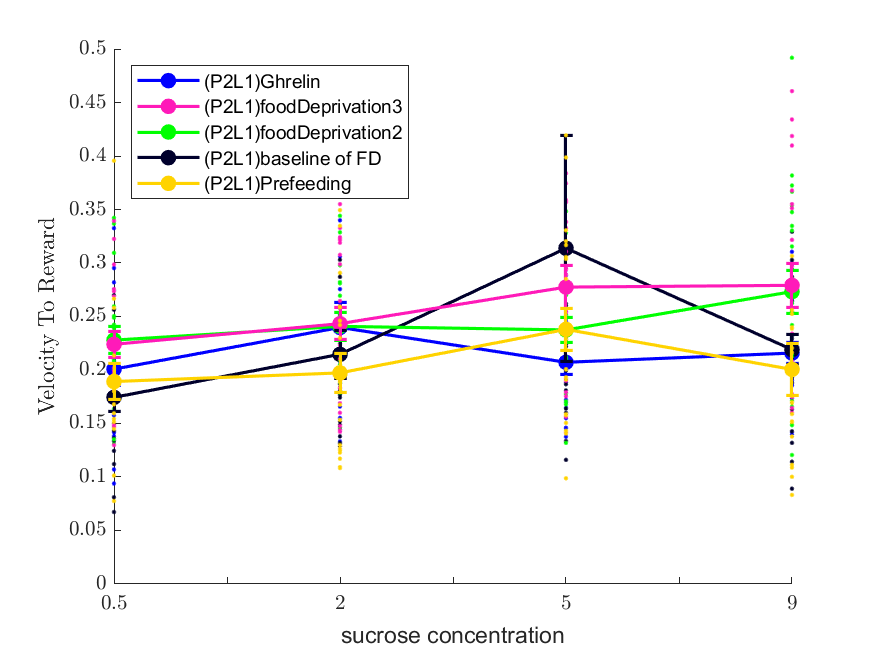 0.5
0.45
0.4
0.35
0.3
0.25
0.2
0.15
0.1
0.05
0
Velocity To Reward
(P2L1)Ghrelin
(P2L1)foodDeprivation3
(P2L1)foodDeprivation2
(P2L1)baseline of FD
(P2L1)Prefeeding
0.5 2 5 9
sucrose concentration